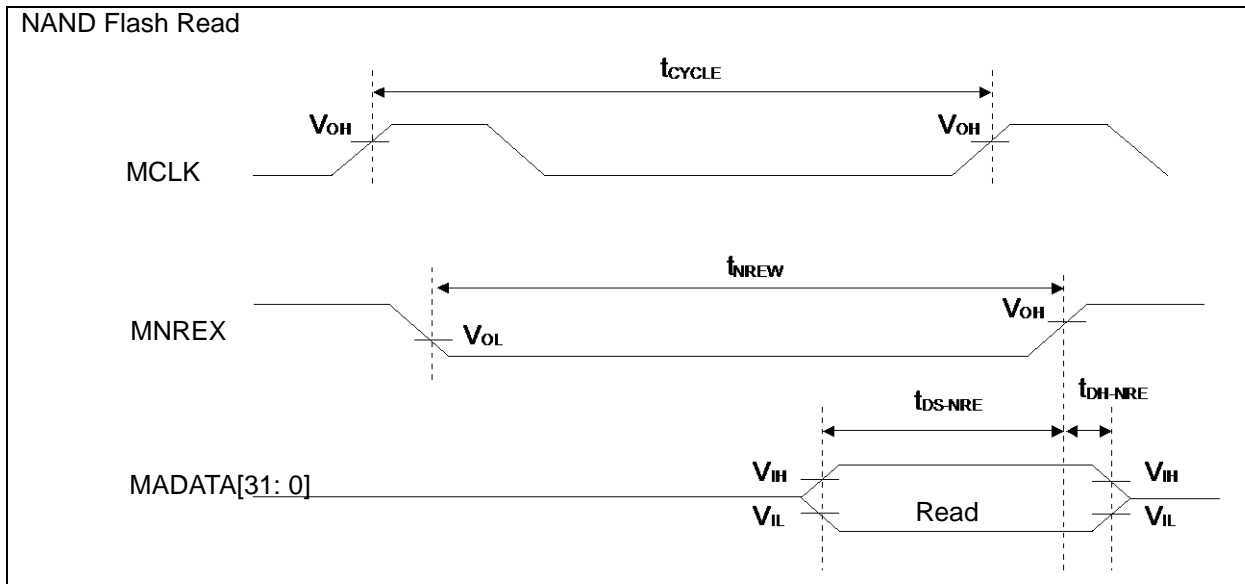 NAND Flash Read
tCYCLE
VOH
VOH
MCLK
tNREW
VOH
MNREX
VOL
tDS-NRE
tDH-NRE
VIH
VIH
MADATA[31: 0]
VIL
Read
VIL